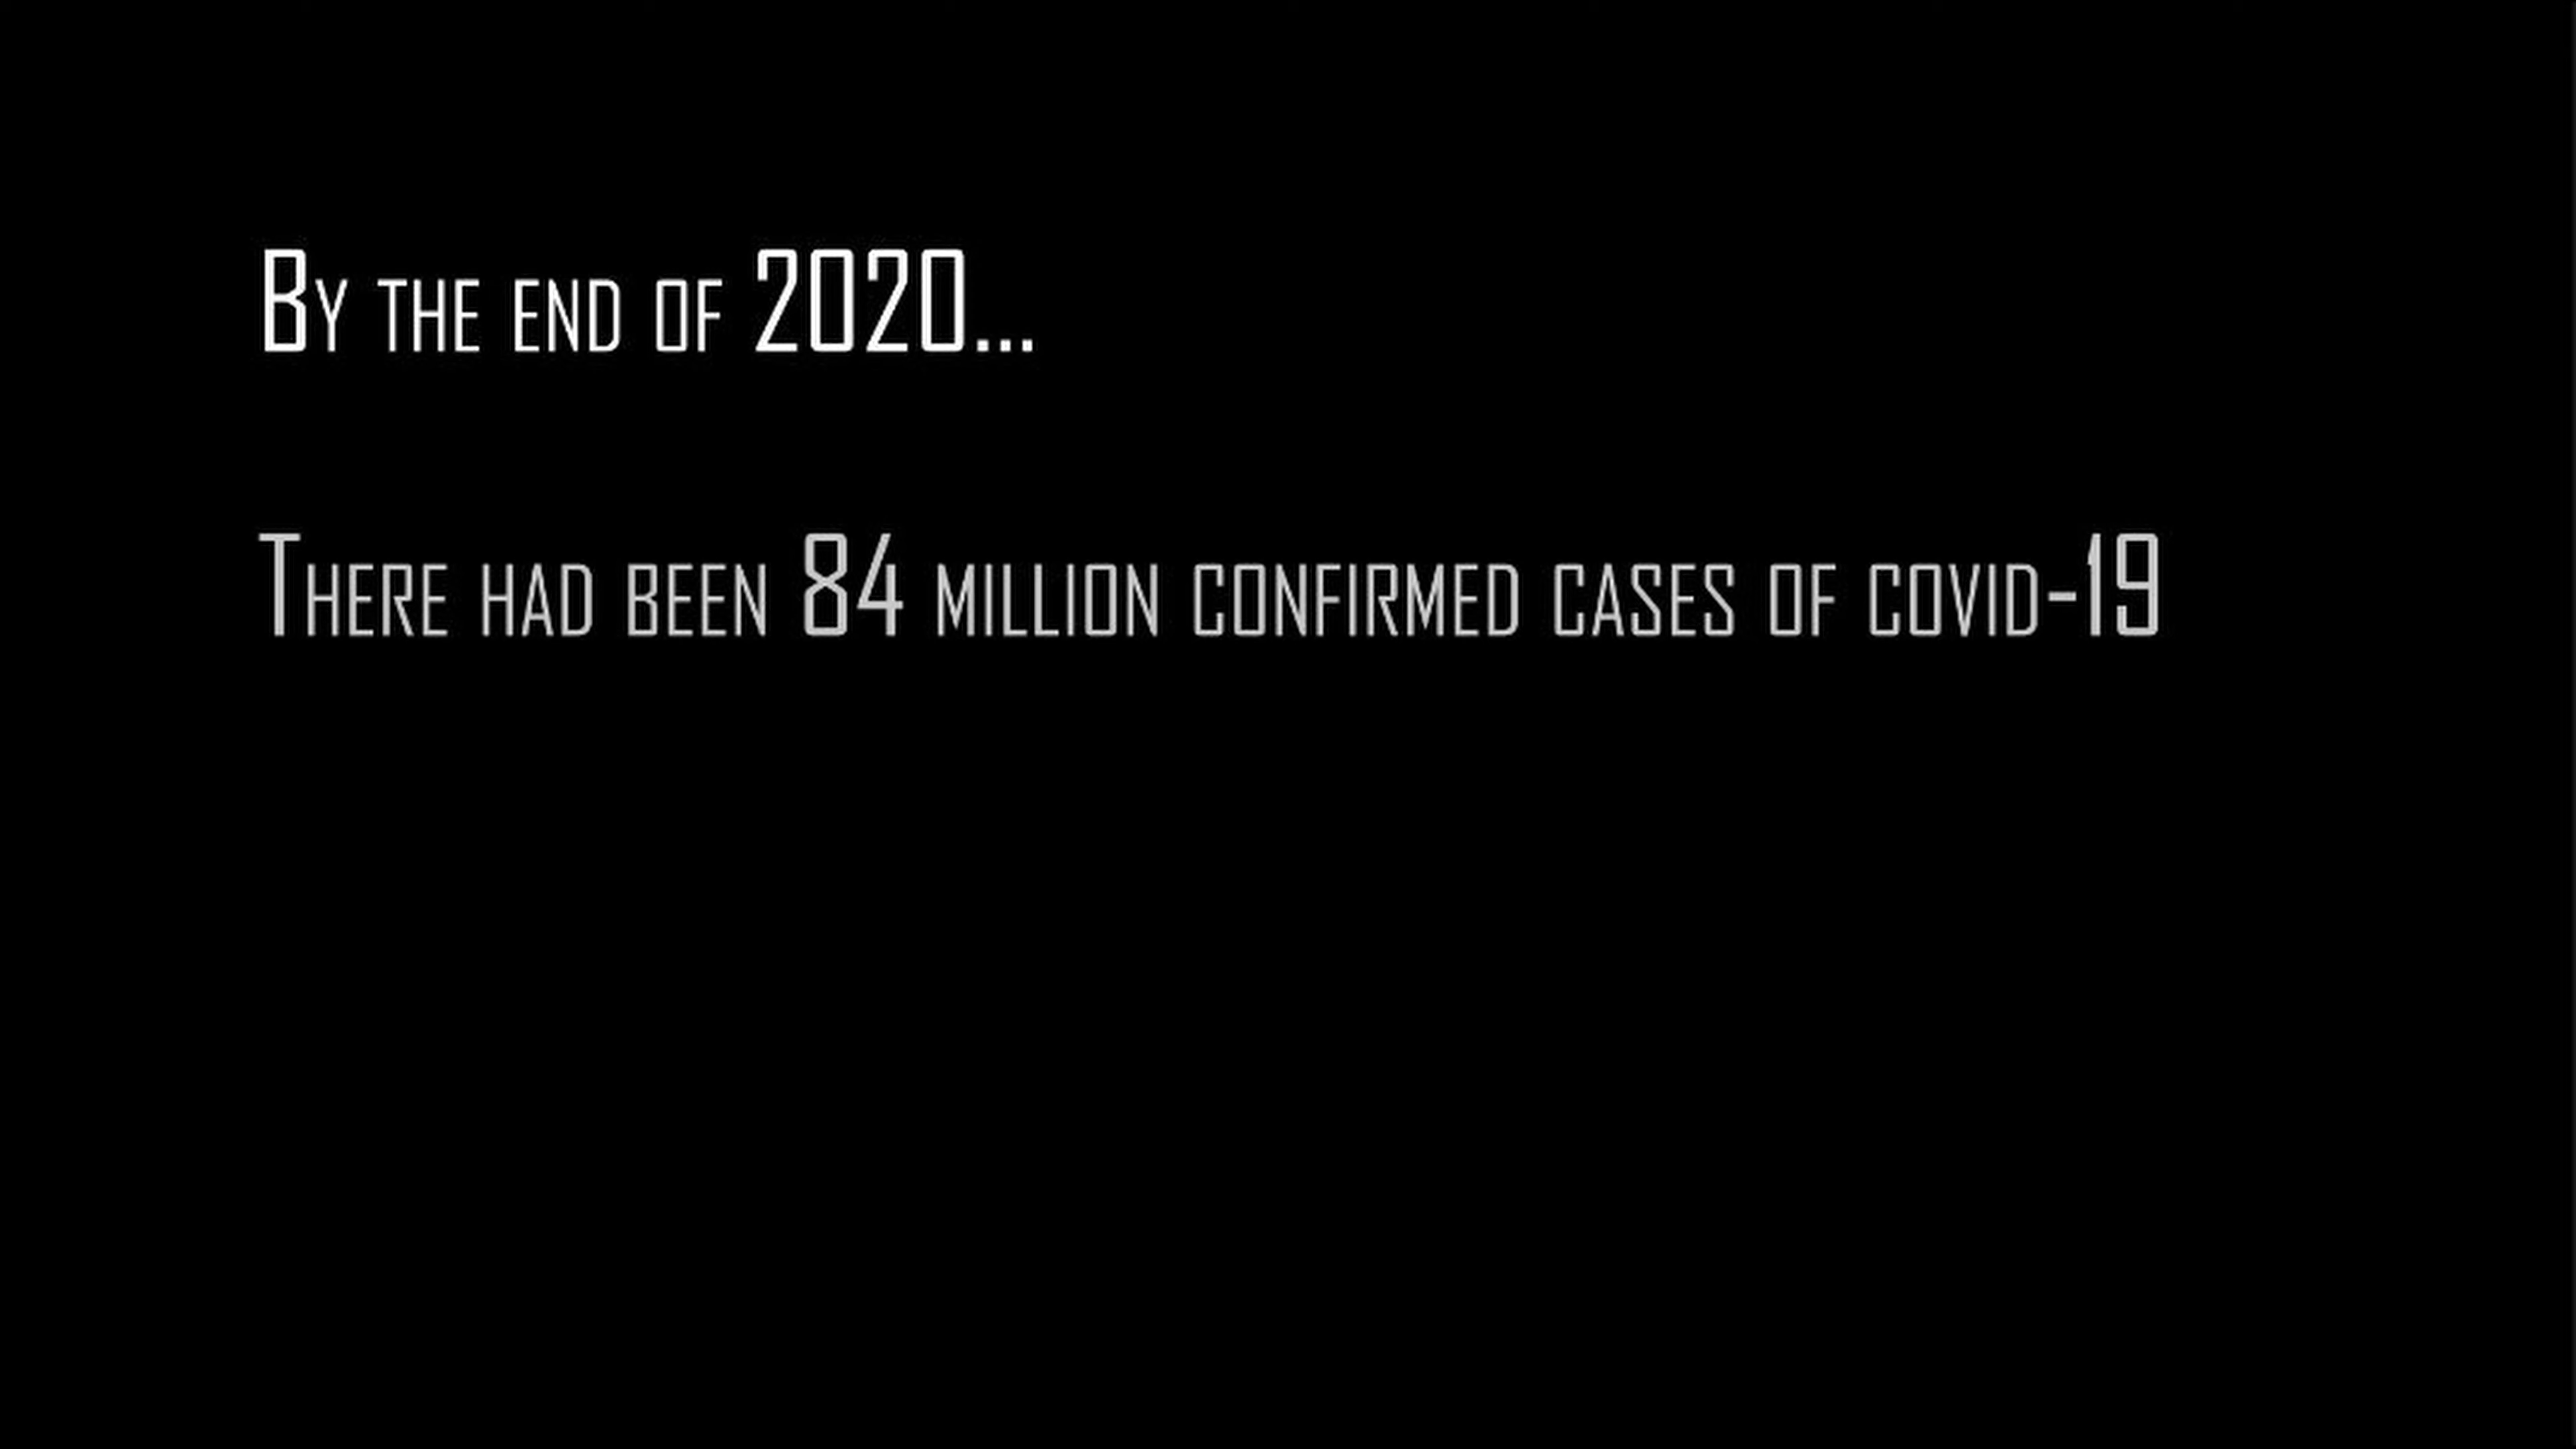 By the end of 2020...
There had been 84 million confirmed cases of covid-19